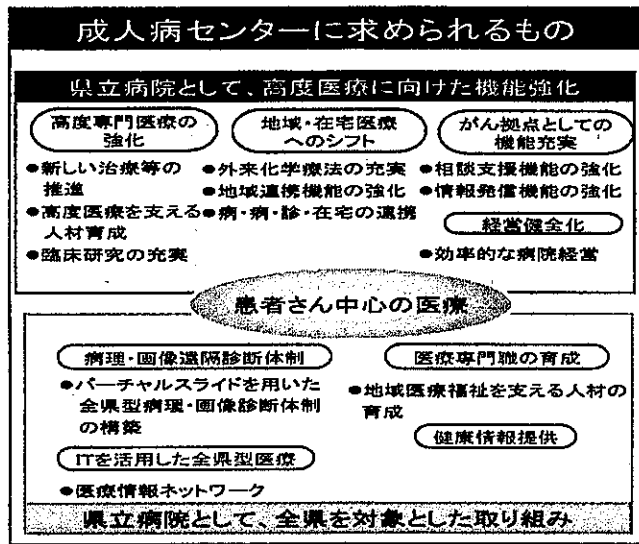 成人病センターに求められるもの
県立病院として、高度医療に向けた機能強化
高度専門医療の
強化
●新しい治療等の
推進
●高度医療を支える
人材育成
●臨床研究の充実
地域・在宅医療
へのシフト
●外来化学療法の充実
●地域連携機能の強化
●病・病・診・在宅の連携
がん拠点としての
機能充実
●相談支援機能の強化
●情報発信機能の強化
経営健全化
●効率的な病院経営
患者さん中心の医療
病理・画像遠隔診断体制
●バーチャルスライドを用いた
全県型病理・画像診断体制
の構築
ITを活用した全県型医療
●医療情報ネットワーク
医療専門職の育成
●地域医療福祉を支える人材の
育成
健康情報提供
県立病院として、全県を対象とした取り組み